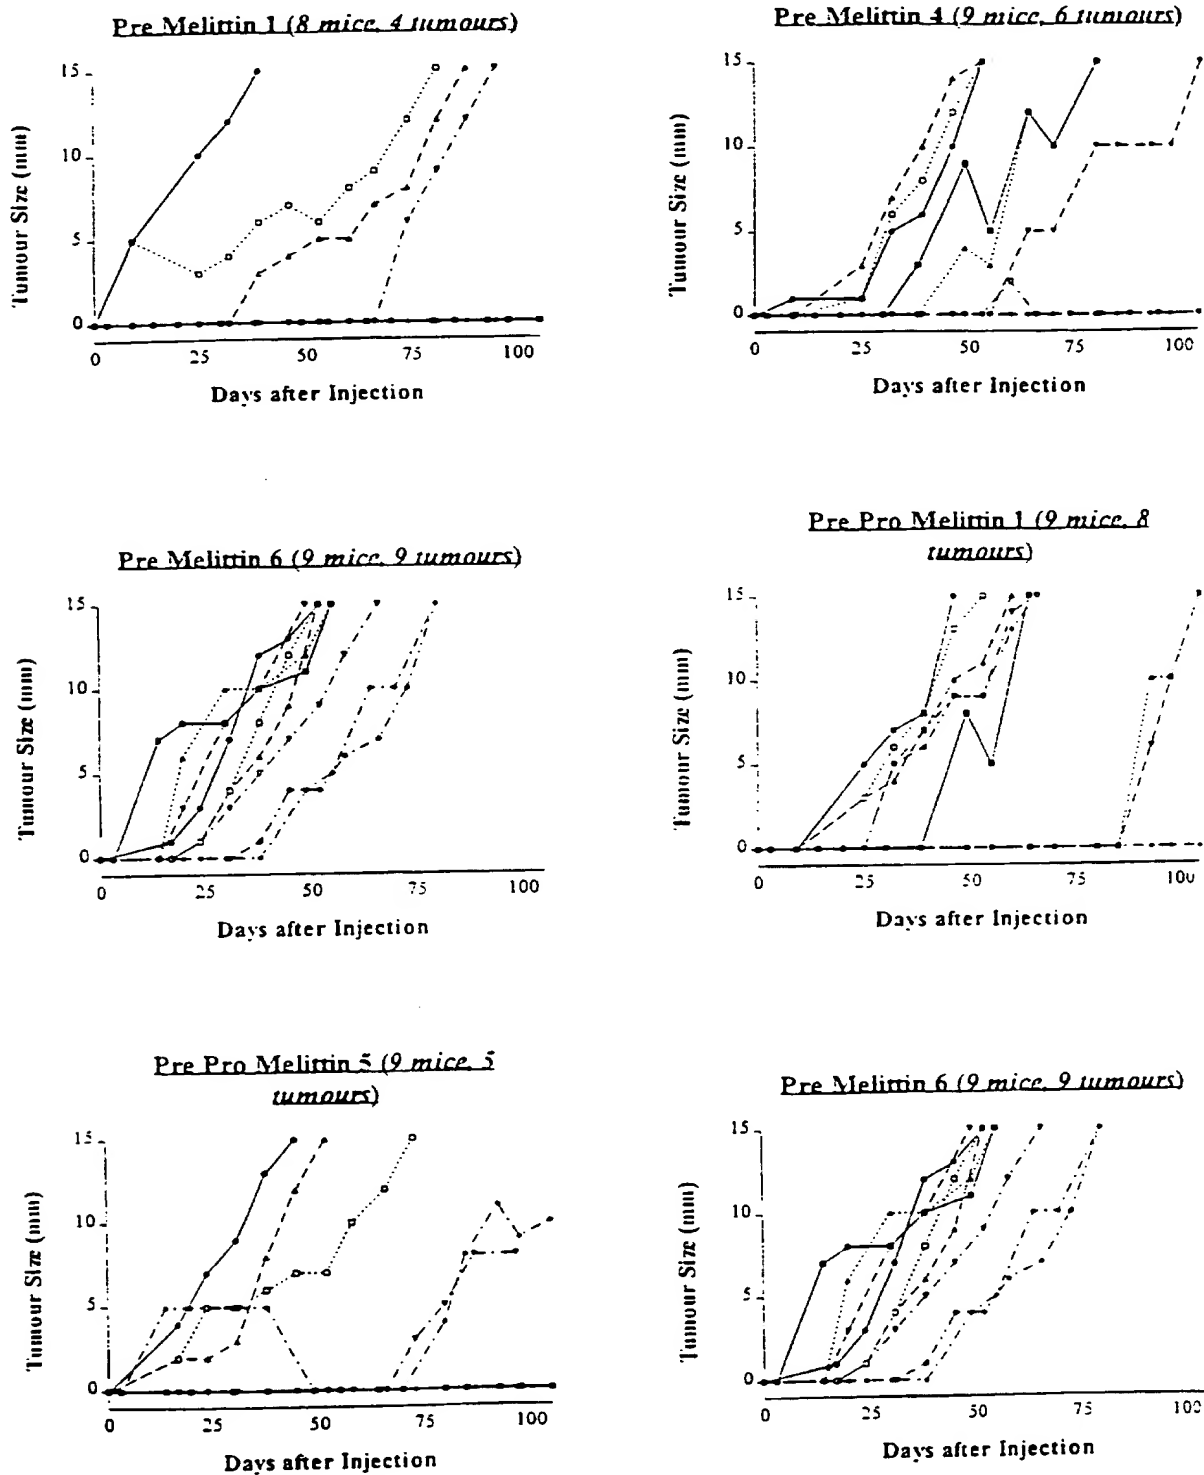 Pre Melittin 1 (8 mice, 4 tumours)
15
10
5
0
Tumour Size (mm)
0 25 50 75 100
Days after Injection
Pre Melittin 4 (9 mice, 6 tumours)
15
10
5
0
Tumour Size (mm)
0 25 50 75 100
Days after Injection
Pre Melittin 6 (9 mice, 9 tumours)
15
10
5
0
Tumour Size (mm)
0 25 50 75 100
Days after Injection
Pre Pro Melittin 1 (9 mice, 8
tumours)
15
10
5
0
Tumour Size (mm)
0 25 50 75 100
Days after Injection
Pre Pro Melittin 5 (9 mice, 5
tumours)
15
10
5
0
Tumour Size (mm)
0 25 50 75 100
Days after Injection
Pre Melittin 6 (9 mice, 9 tumours)
15
10
5
0
Tumour Size (mm)
0 25 50 75 100
Days after Injection